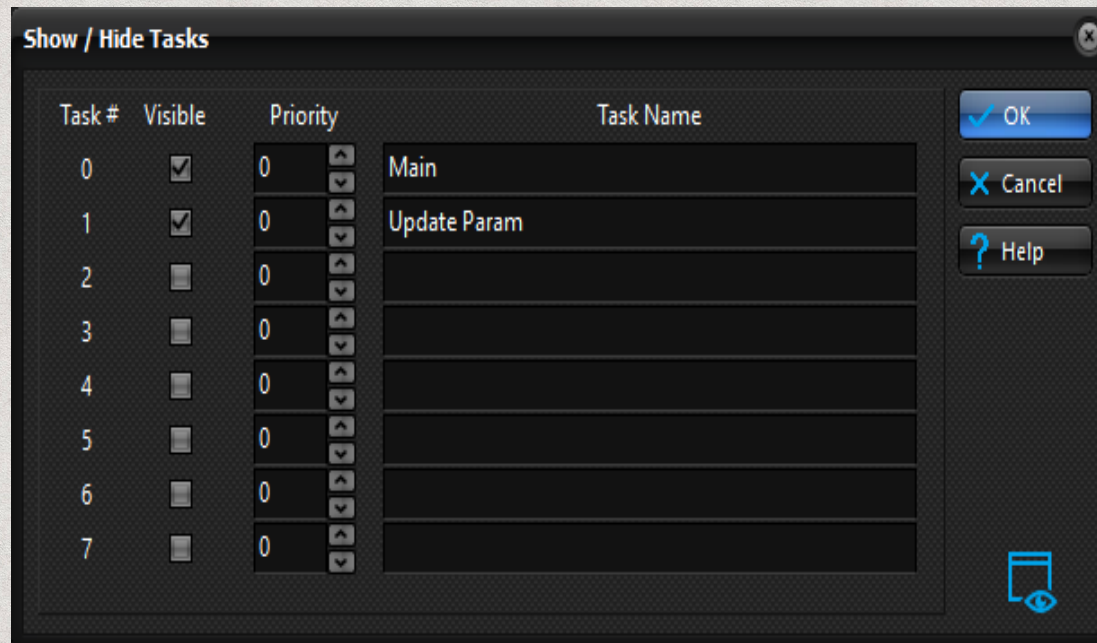 Show / Hide Tasks
Task # Visible Priority Task Name
OK
0 0 Main
Cancel
1 0 Update Param
Help
2 0
3 0
4 0
5 0
6 0
7 0